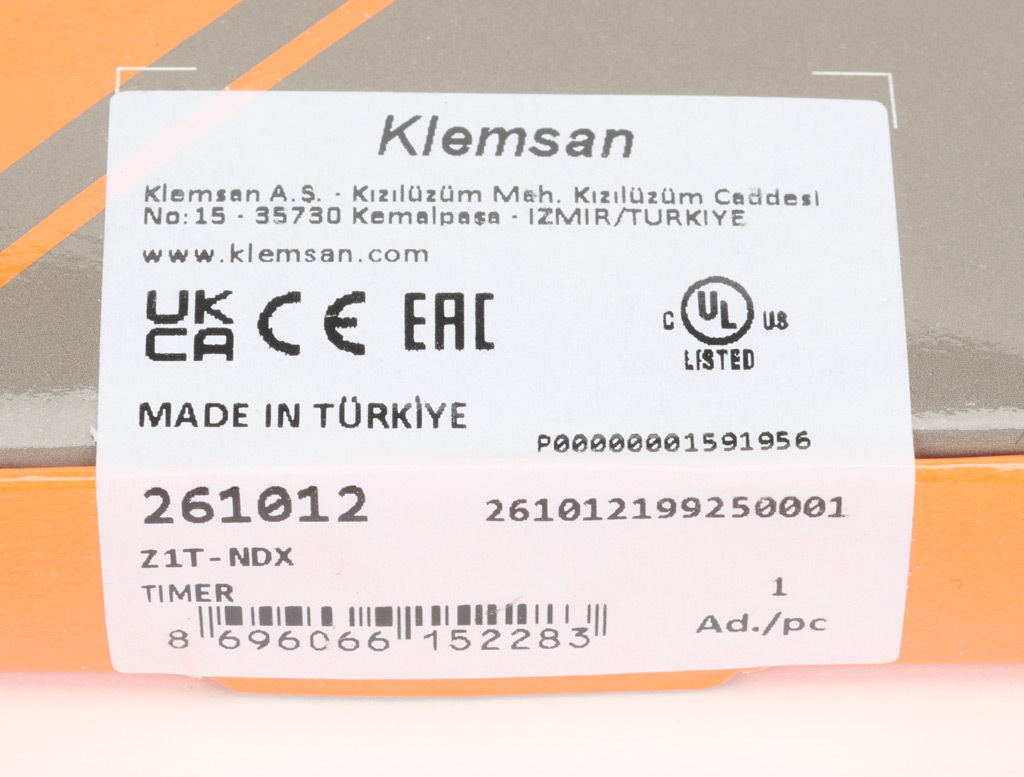 Klemsan
Klemsan A.Ş. - Kızılüzüm Mah. Kızılüzüm Caddesi
No:15 - 35730 Kemalpaşa - IZMIR/TURKIYE
www.klemsan.com
UK CA CE EAC
C UL US
LISTED
MADE IN TÜRKİYE
P00000001591956
261012 261012199250001
Z1T-NDX
TIMER
1
Ad./pc
8 696066 152283